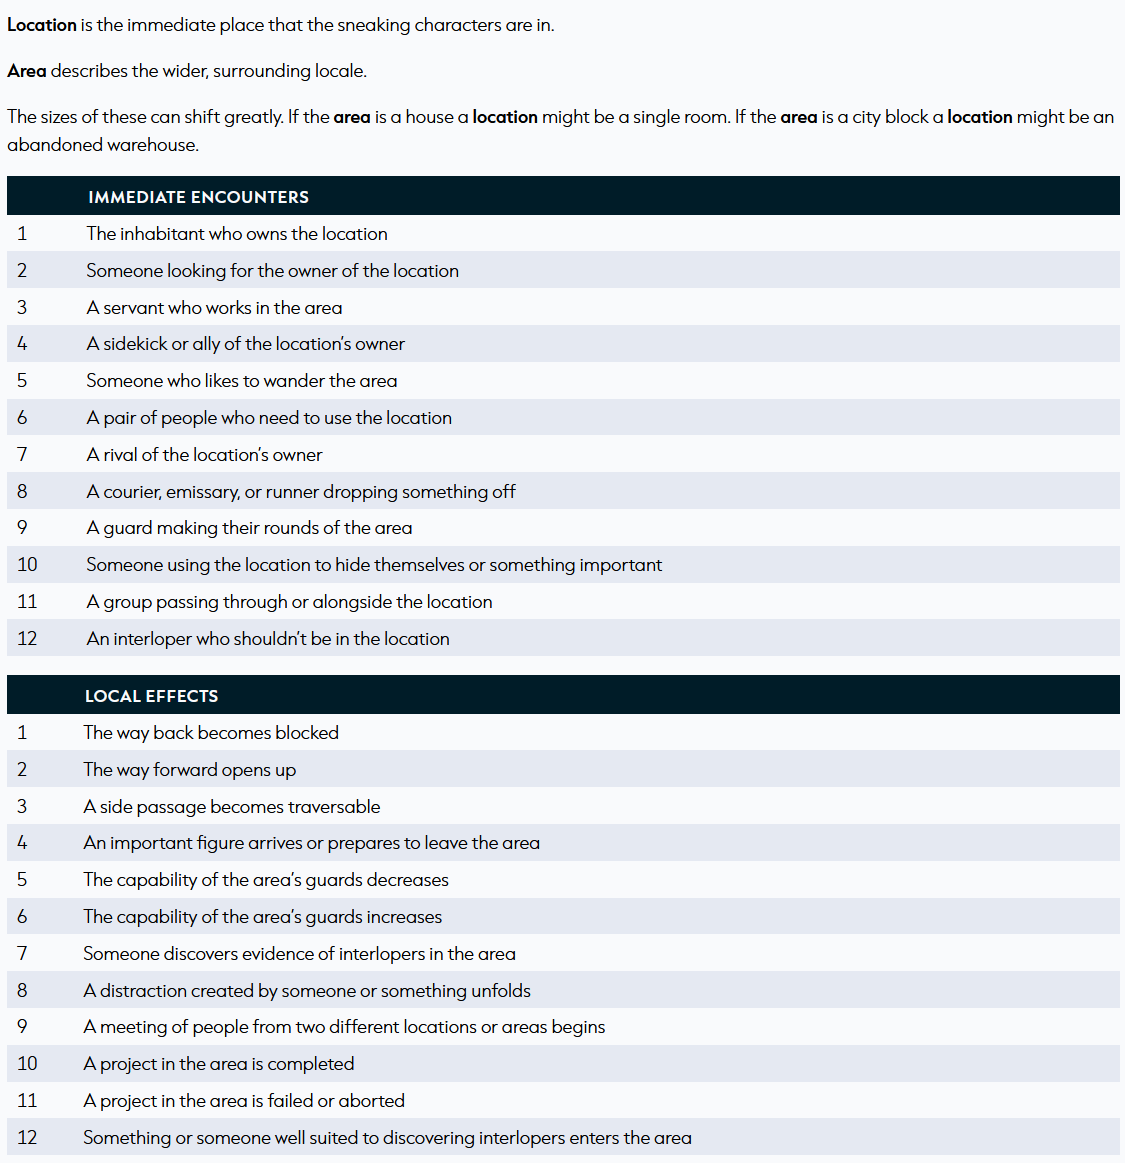 Location is the immediate place that the sneaking characters are in.
Area describes the wider, surrounding locale.
The sizes of these can shift greatly. If the area is a house a location might be a single room. If the area is a city block a location might be an
abandoned warehouse.
IMMEDIATE ENCOUNTERS
1 The inhabitant who owns the location
2 Someone looking for the owner of the location
3 A servant who works in the area
4 A sidekick or ally of the location’s owner
5 Someone who likes to wander the area
6 A pair of people who need to use the location
7 A rival of the location’s owner
8 A courier, emissary, or runner dropping something off
9 A guard making their rounds of the area
10 Someone using the location to hide themselves or something important
11 A group passing through or alongside the location
12 An interloper who shouldn’t be in the location
LOCAL EFFECTS
1 The way back becomes blocked
2 The way forward opens up
3 A side passage becomes traversable
4 An important figure arrives or prepares to leave the area
5 The capability of the area’s guards decreases
6 The capability of the area’s guards increases
7 Someone discovers evidence of interlopers in the area
8 A distraction created by someone or something unfolds
9 A meeting of people from two different locations or areas begins
10 A project in the area is completed
11 A project in the area is failed or aborted
12 Something or someone well suited to discovering interlopers enters the area